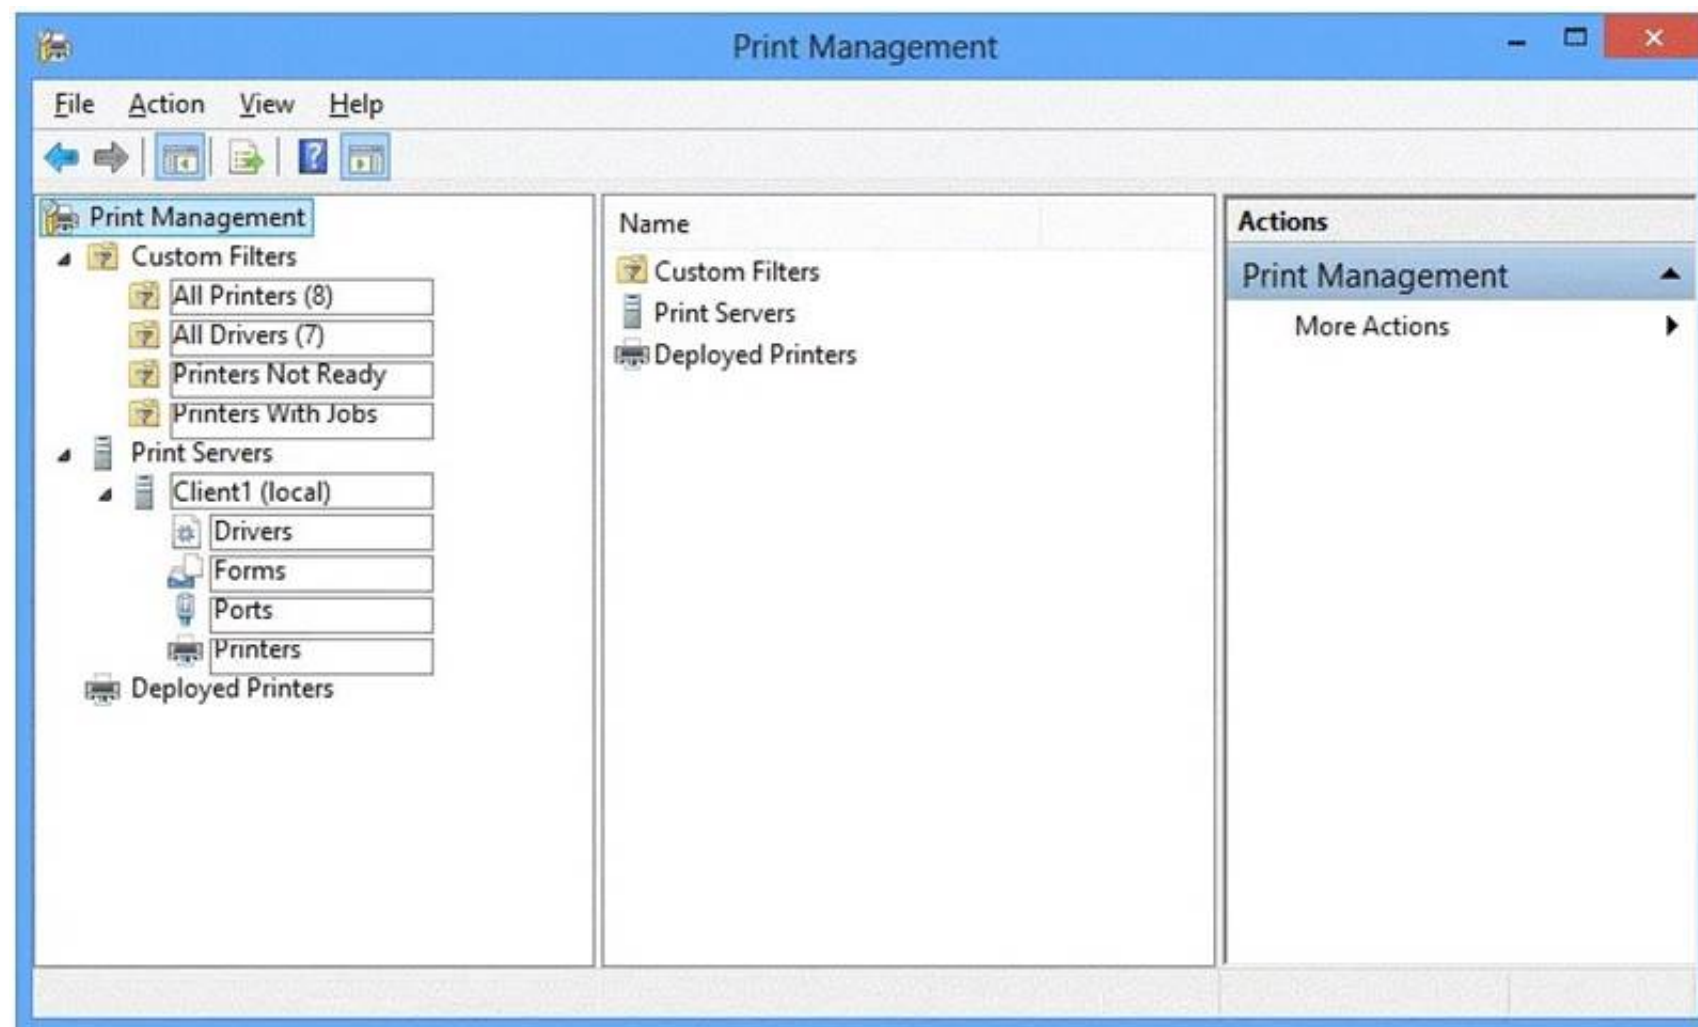 Print Management
File Action View Help
Print Management
Custom Filters
All Printers (8)
All Drivers (7)
Printers Not Ready
Printers With Jobs
Print Servers
Client1 (local)
Drivers
Forms
Ports
Printers
Deployed Printers
Name
Custom Filters
Print Servers
Deployed Printers
Actions
Print Management
More Actions